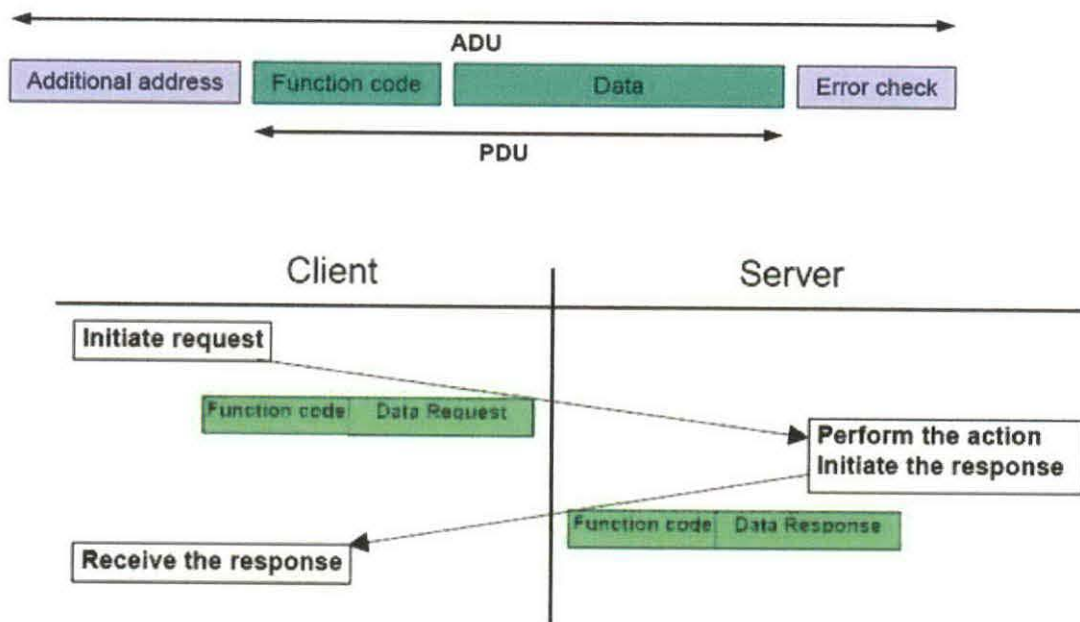 ADU
Additional address
Function code
Data
Error check
PDU
Client
Server
Initiate request
Function code
Data Request
Perform the action
Initiate the response
Function code
Data Response
Receive the response